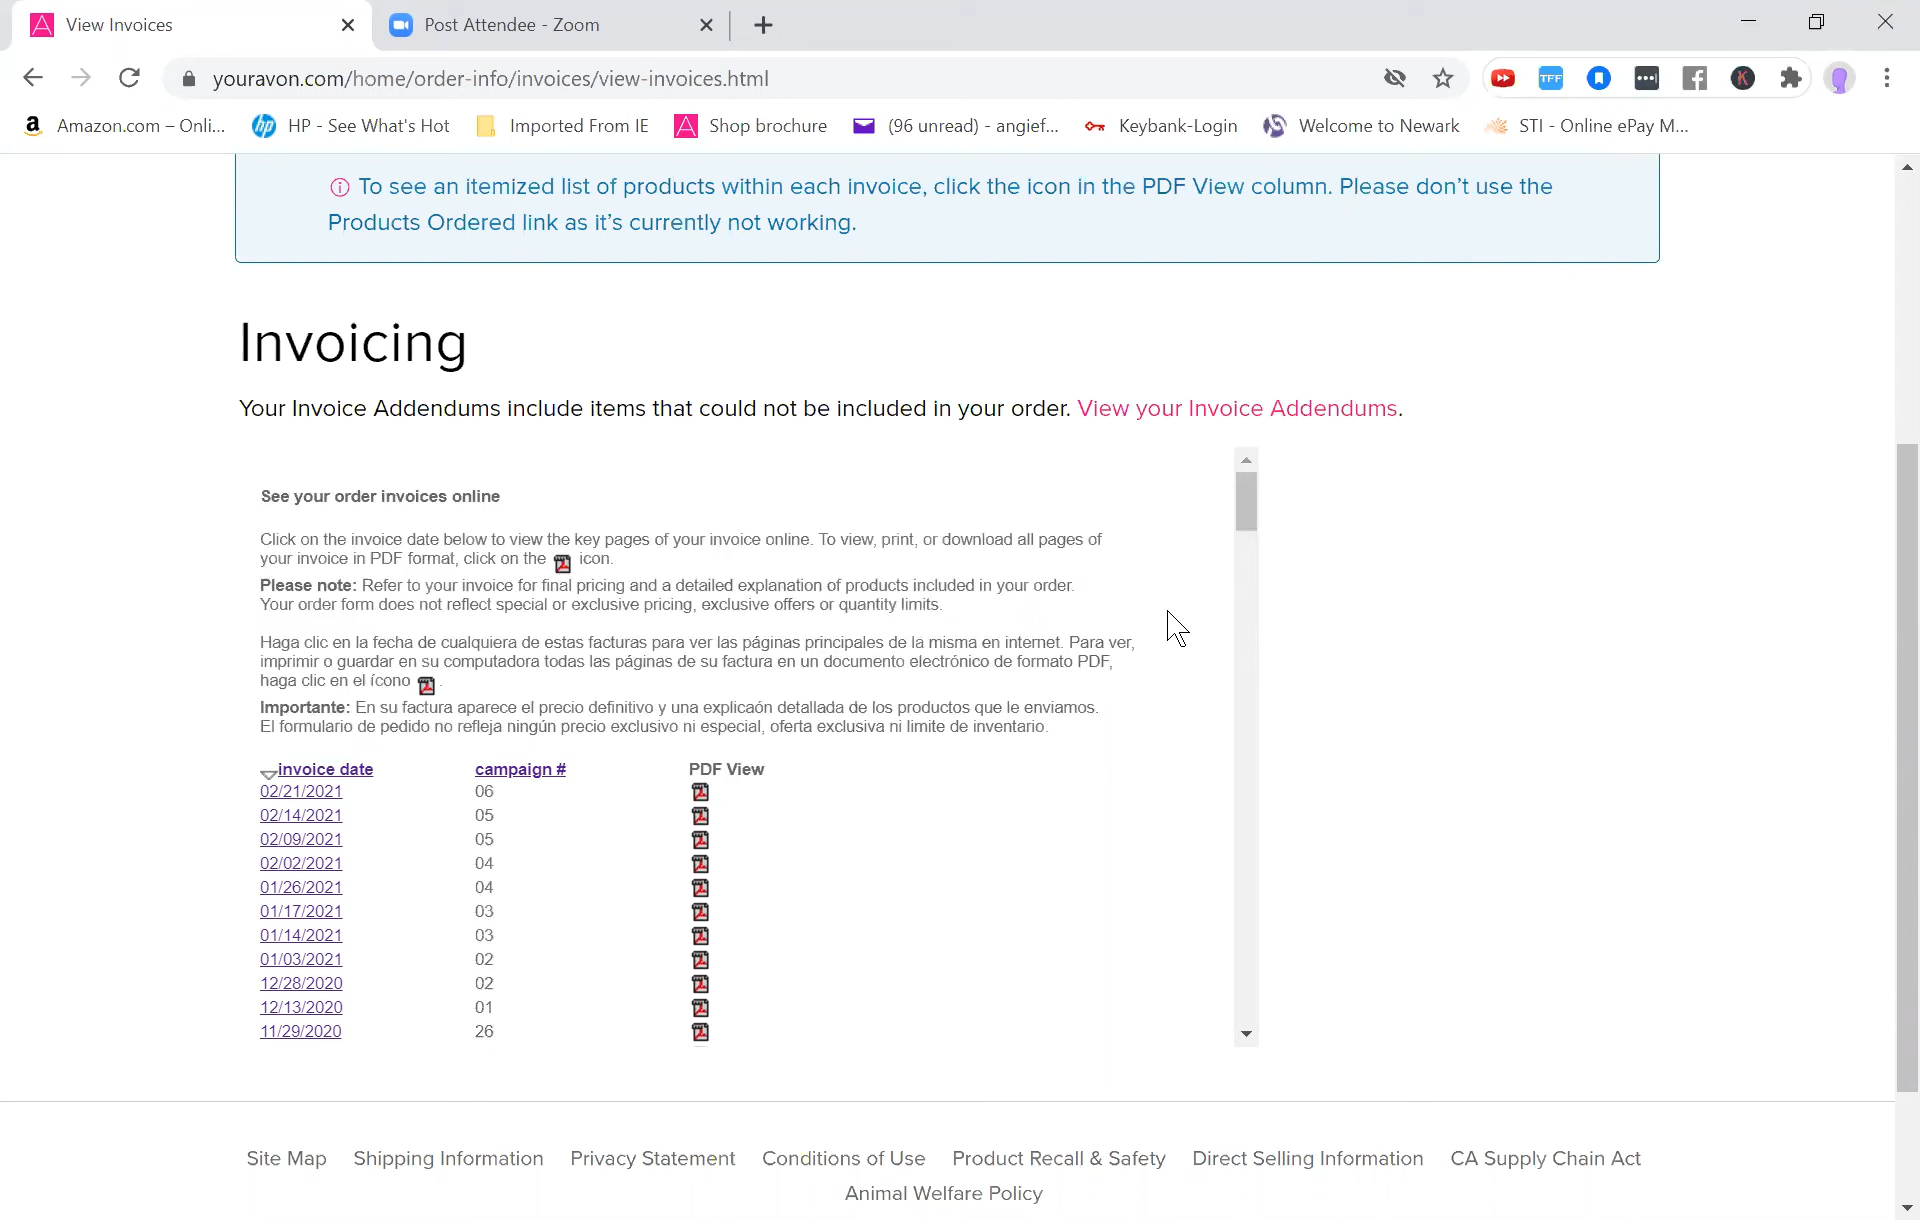 View Invoices
Post Attendee - Zoom
youravon.com/home/order-info/invoices/view-invoices.html
TFF
K
a Amazon.com – Onli...
hp HP - See What's Hot
Imported From IE
A Shop brochure
(96 unread) - angief...
Keybank-Login
Welcome to Newark
STI - Online ePay M...
To see an itemized list of products within each invoice, click the icon in the PDF View column. Please don’t use the
Products Ordered link as it’s currently not working.
Invoicing
Your Invoice Addendums include items that could not be included in your order. View your Invoice Addendums.
See your order invoices online
Click on the invoice date below to view the key pages of your invoice online. To view, print, or download all pages of
your invoice in PDF format, click on the icon.
Please note: Refer to your invoice for final pricing and a detailed explanation of products included in your order.
Your order form does not reflect special or exclusive pricing, exclusive offers or quantity limits.
Haga clic en la fecha de cualquiera de estas facturas para ver las páginas principales de la misma en internet. Para ver,
imprimir o guardar en su computadora todas las páginas de su factura en un documento electrónico de formato PDF,
haga clic en el ícono .
Importante: En su factura aparece el precio definitivo y una explicaón detallada de los productos que le enviamos.
El formulario de pedido no refleja ningún precio exclusivo ni especial, oferta exclusiva ni limite de inventario.
invoice date campaign # PDF View
02/21/2021 06
02/14/2021 05
02/09/2021 05
02/02/2021 04
01/26/2021 04
01/17/2021 03
01/14/2021 03
01/03/2021 02
12/28/2020 02
12/13/2020 01
11/29/2020 26
Site Map Shipping Information Privacy Statement Conditions of Use Product Recall & Safety Direct Selling Information CA Supply Chain Act
Animal Welfare Policy